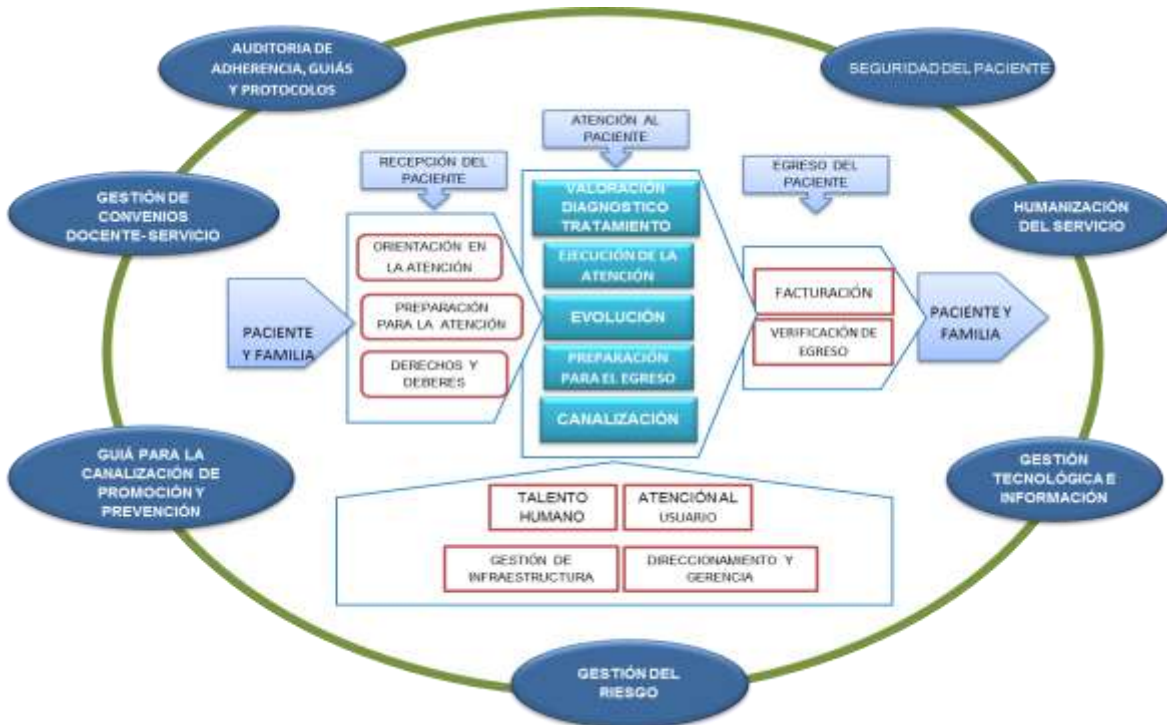 AUDITORIA DE
ADHERENCIA, GUIÁS
Y PROTOCOLOS
SEGURIDAD DEL PACIENTE
ATENCIÓN AL
PACIENTE
RECEPCIÓN DEL
PACIENTE
EGRESO DEL
PACIENTE
GESTIÓN DE
CONVENIOS
DOCENTE- SERVICIO
HUMANIZACIÓN
DEL SERVICIO
PACIENTE
Y FAMILIA
ORIENTACIÓN EN
LA ATENCIÓN
PREPARACIÓN
PARA LA ATENCIÓN
DERECHOS Y
DEBERES
VALORACIÓN
DIAGNOSTICO
TRATAMIENTO
EJECUCIÓN DE LA
ATENCIÓN
EVOLUCIÓN
PREPARACIÓN
PARA EL EGRESO
CANALIZACIÓN
FACTURACIÓN
VERIFICACIÓN DE
EGRESO
PACIENTE Y
FAMILIA
GUIÁ PARA LA
CANALIZACIÓN DE
PROMOCIÓN Y
PREVENCIÓN
GESTIÓN
TECNOLÓGICA E
INFORMACIÓN
TALENTO
HUMANO
ATENCIÓN AL
USUARIO
GESTIÓN DE
INFRAESTRUCTURA
DIRECCIONAMIENTO Y
GERENCIA
GESTIÓN DEL
RIESGO